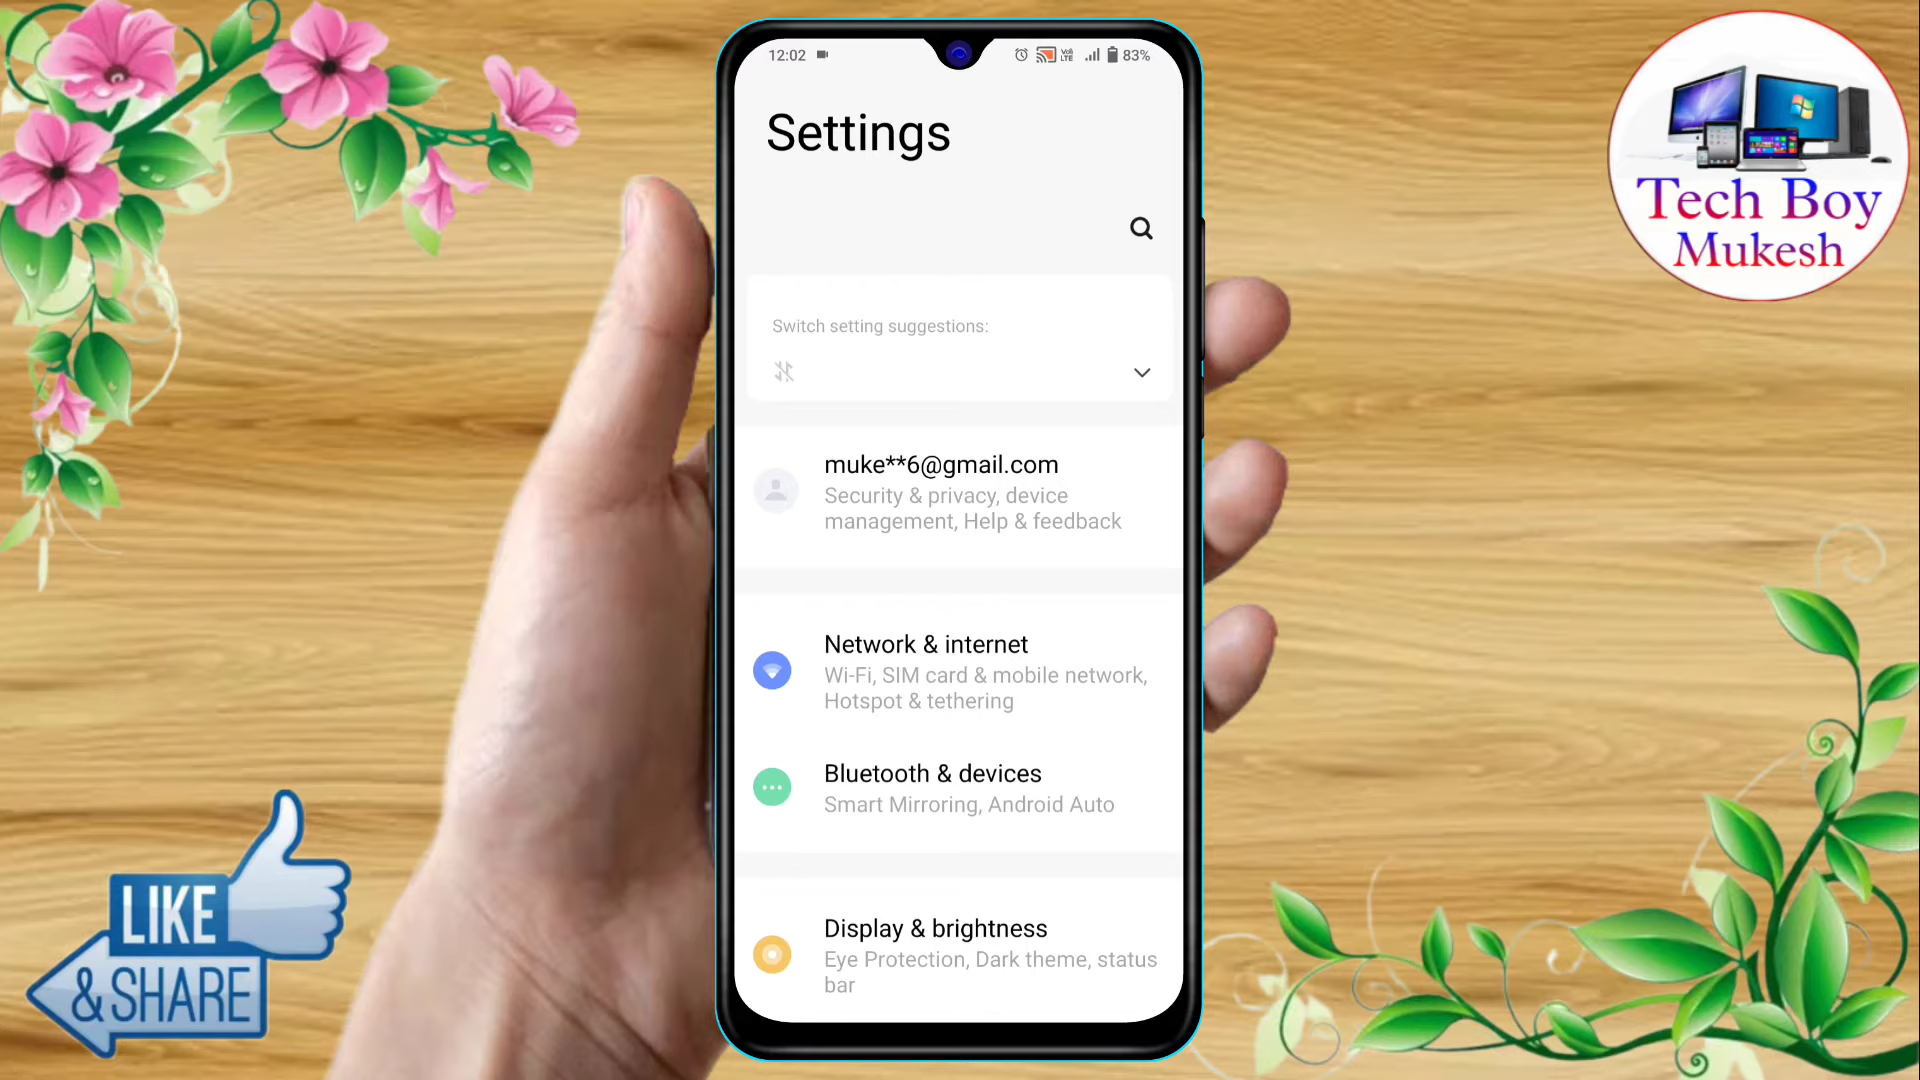 12:02
Vo)) LTE
83%
Settings
Switch setting suggestions:
muke**6@gmail.com
Security & privacy, device
management, Help & feedback
Network & internet
Wi-Fi, SIM card & mobile network,
Hotspot & tethering
Bluetooth & devices
Smart Mirroring, Android Auto
Display & brightness
Eye Protection, Dark theme, status
bar
Tech Boy
Mukesh
LIKE
& SHARE